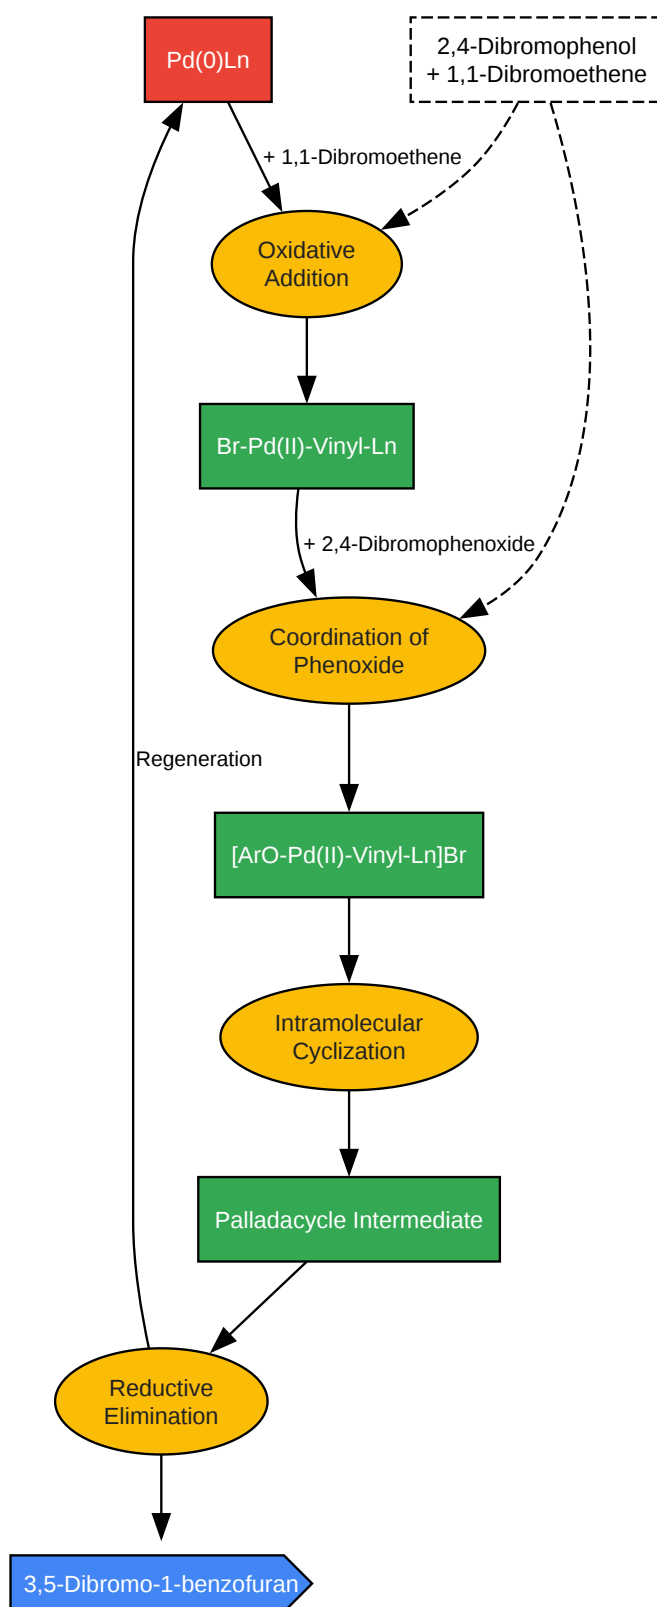 Pd(0)Ln
2,4-Dibromophenol
+ 1,1-Dibromoethene
+ 1,1-Dibromoethene
Oxidative
Addition
Br-Pd(II)-Vinyl-Ln
+ 2,4-Dibromophenoxide
Coordination of
Phenoxide
Regeneration
[ArO-Pd(II)-Vinyl-Ln]Br
Intramolecular
Cyclization
Palladacycle Intermediate
Reductive
Elimination
3,5-Dibromo-1-benzofuran